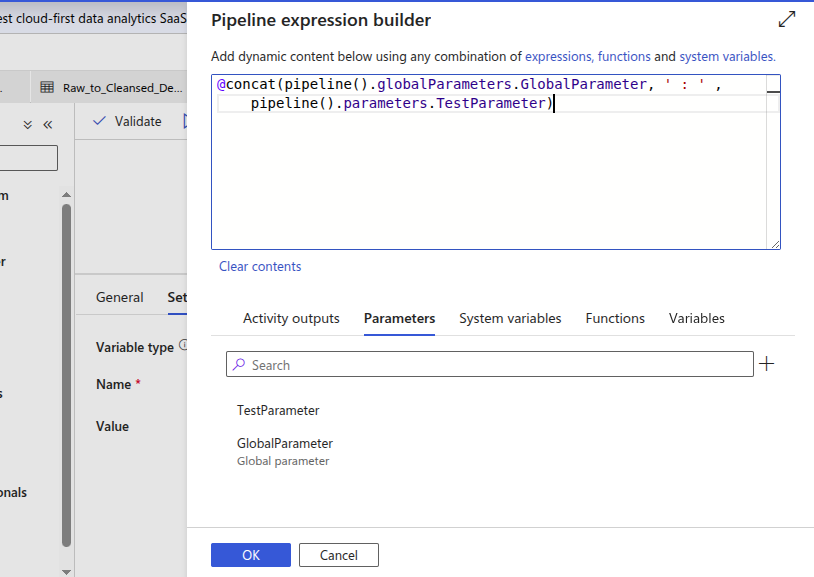 est cloud-first data analytics SaaS
Pipeline expression builder
Add dynamic content below using any combination of expressions, functions and system variables.
Raw_to_Cleansed_De...
@concat(pipeline().globalParameters.GlobalParameter, ' : ' ,
pipeline().parameters.TestParameter)
Validate
m
er
s
onals
Clear contents
General
Set
Activity outputs
Parameters
System variables
Functions
Variables
Variable type
Search
Name *
Value
TestParameter
GlobalParameter
Global parameter
OK
Cancel